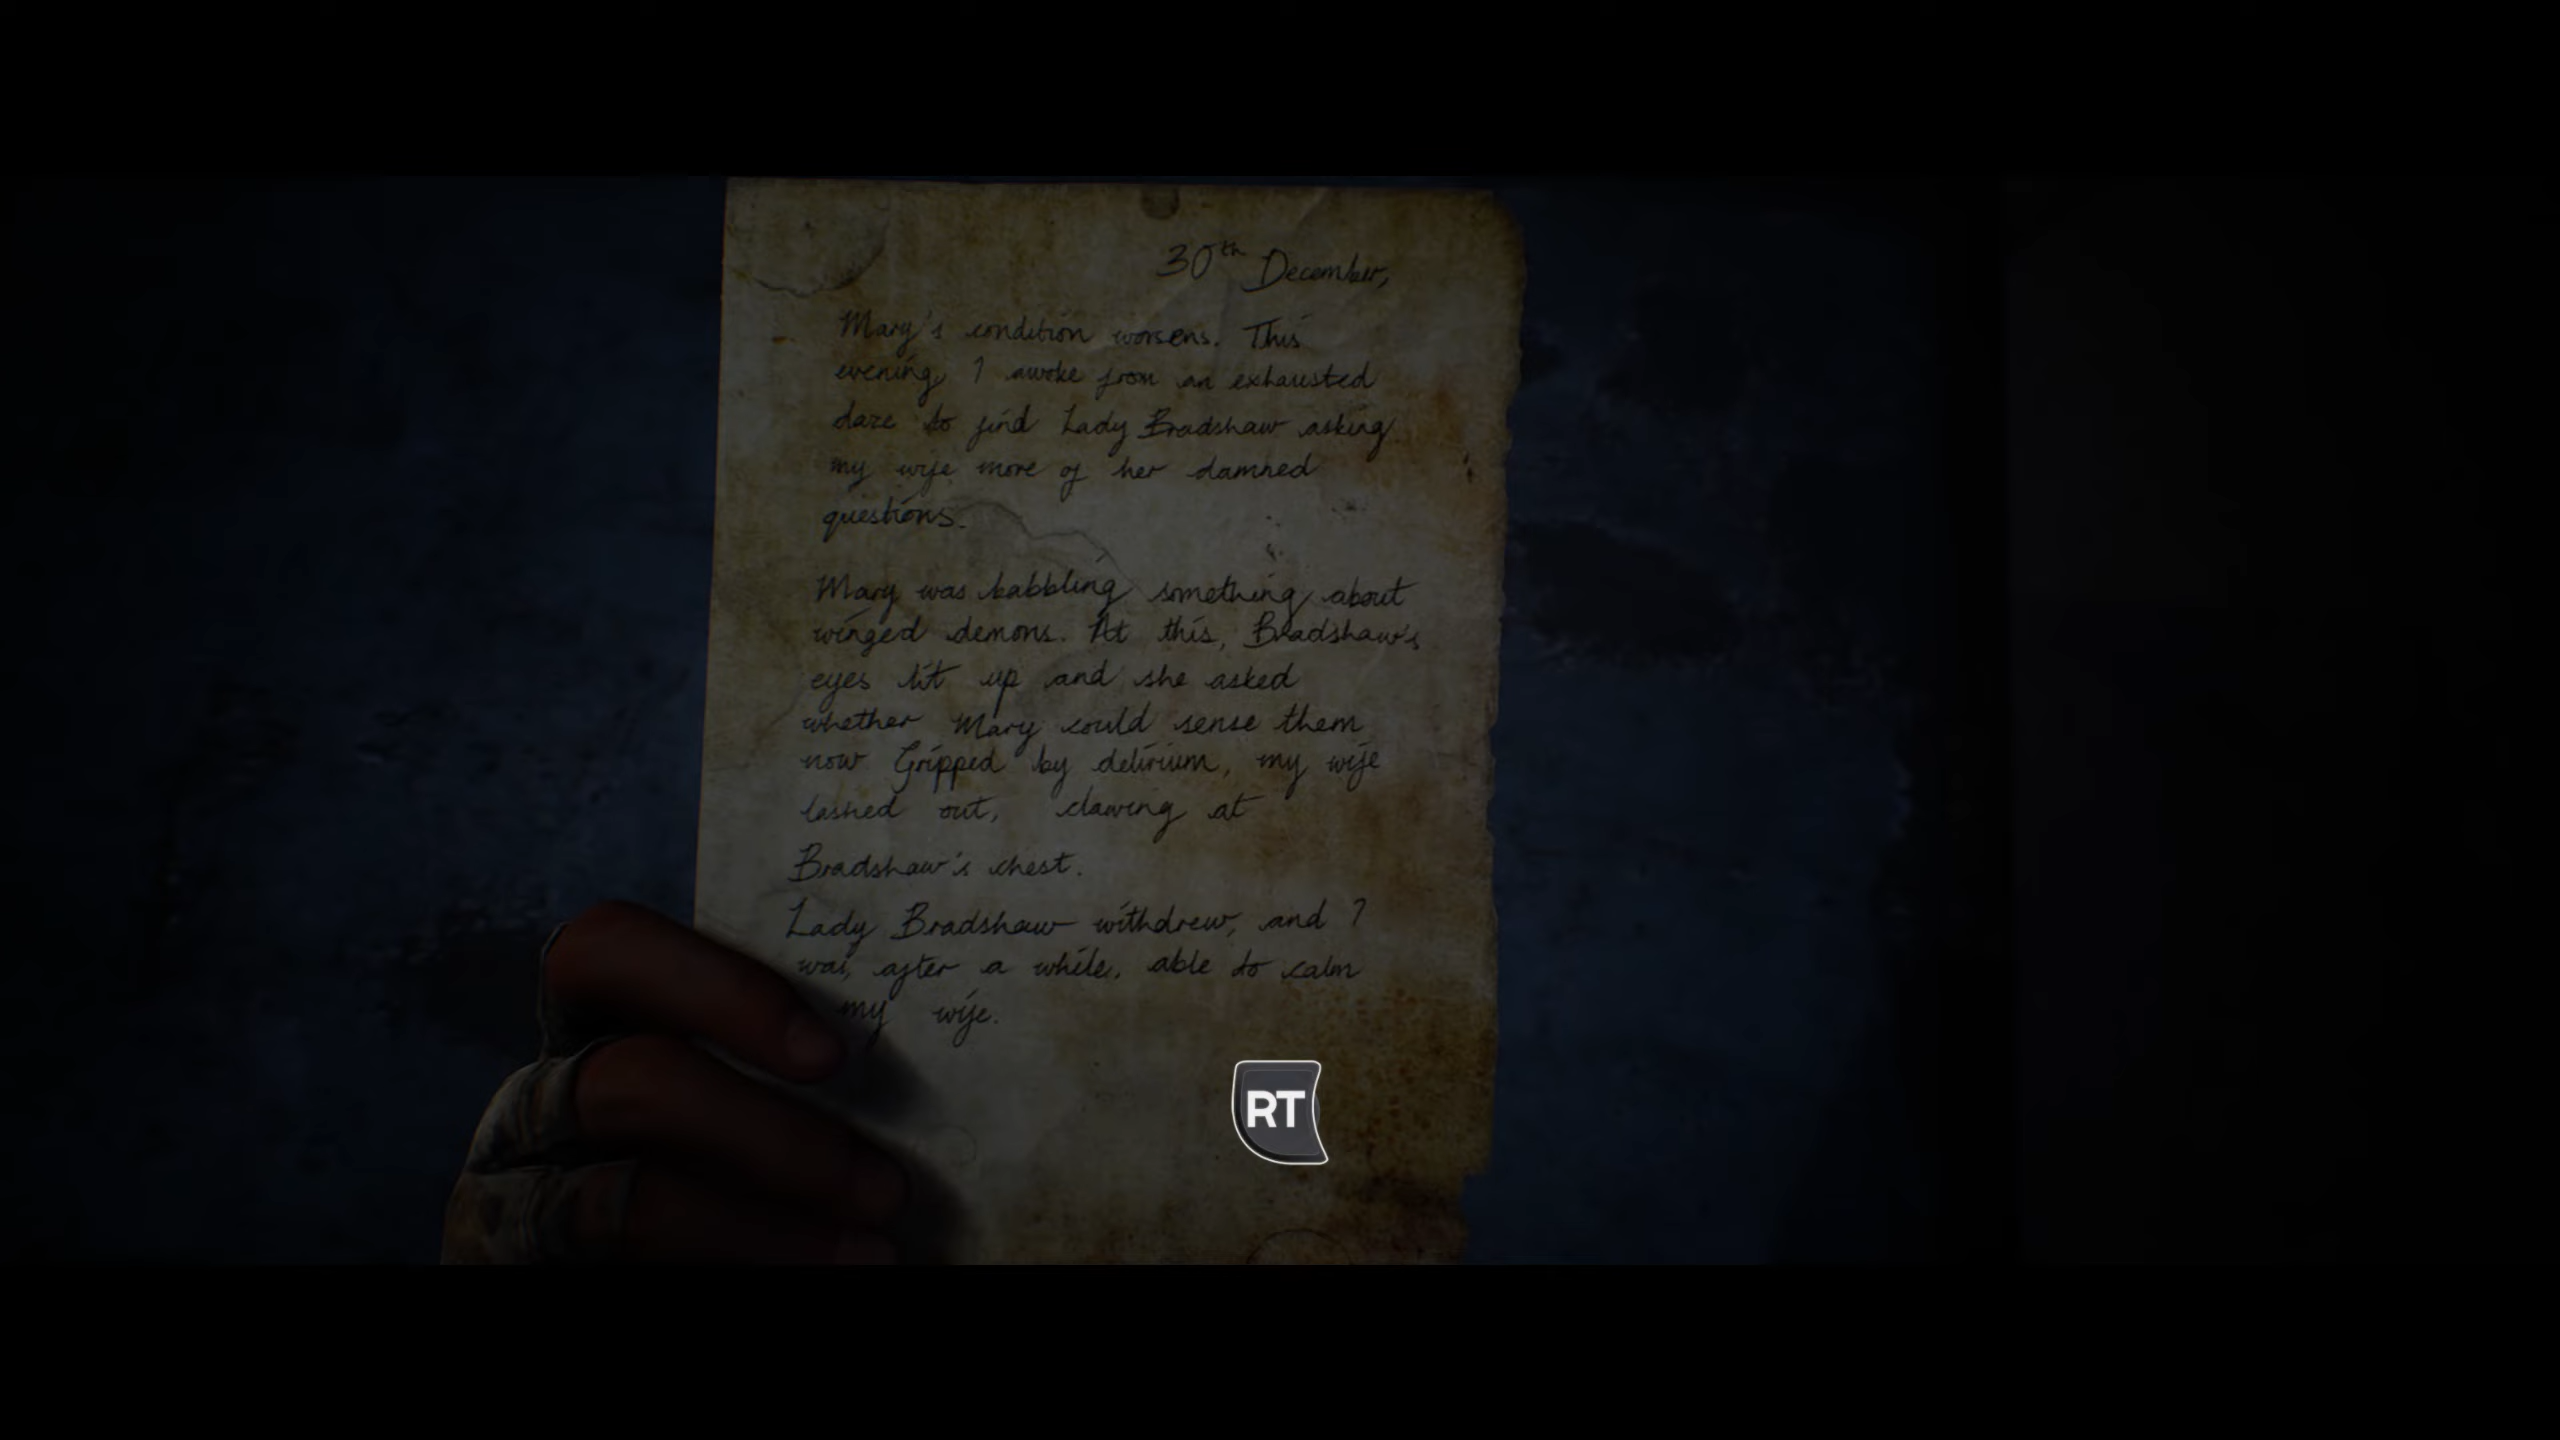 30th December,
Mary's condition worsens. This
evening I awoke from an exhausted
daze to find Lady Bradshaw asking
my wife more of her damned
questions.
Mary was babbling something about
winged demons. At this, Bradshaw's
eyes lit up and she asked
whether Mary could sense them
now Gripped by delirium, my wife
lashed out, clawing at
Bradshaw's chest.
Lady Bradshaw withdrew, and I
was, after a while, able to calm
my wife.
RT